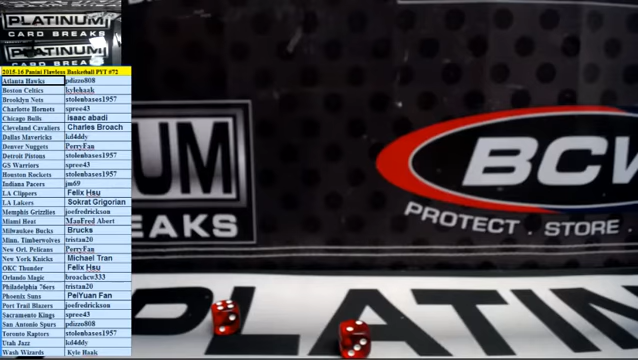 PLATINUM
CARD BREAKS
PLATINUM
CARD BREAKS
2015-16 Panini Flawless Basketball PYT #72
Atlanta Hawks pdizzo808
Boston Celtics kylehaak
Brooklyn Nets stolenbases1957
Charlotte Hornets spree43
Chicago Bulls isaac abadi
Cleveland Cavaliers Charles Broach
Dallas Mavericks kd4ddy
Denver Nuggets PerryFan
Detroit Pistons stolenbases1957
GS Warriors spree43
Houston Rockets stolenbases1957
Indiana Pacers jm69
LA Clippers Felix Hsu
LA Lakers Sokrat Grigorian
Memphis Grizzlies joefredrickson
Miami Heat ManFred Abert
Milwaukee Bucks Brucks
Minn. Timberwolves tristan20
New Orl. Pelicans PerryFan
New York Knicks Michael Tran
OKC Thunder Felix Hsu
Orlando Magic broachcw333
Philadelphia 76ers tristan20
Phoenix Suns PeiYuan Fan
Port Trail Blazers joefredrickson
Sacramento Kings spree43
San Antonio Spurs pdizzo808
Toronto Raptors stolenbases1957
Utah Jazz kd4ddy
Wash Wizards Kyle Haak
UM
EAKS
BCW
PROTECT . STORE .
PLATINUM